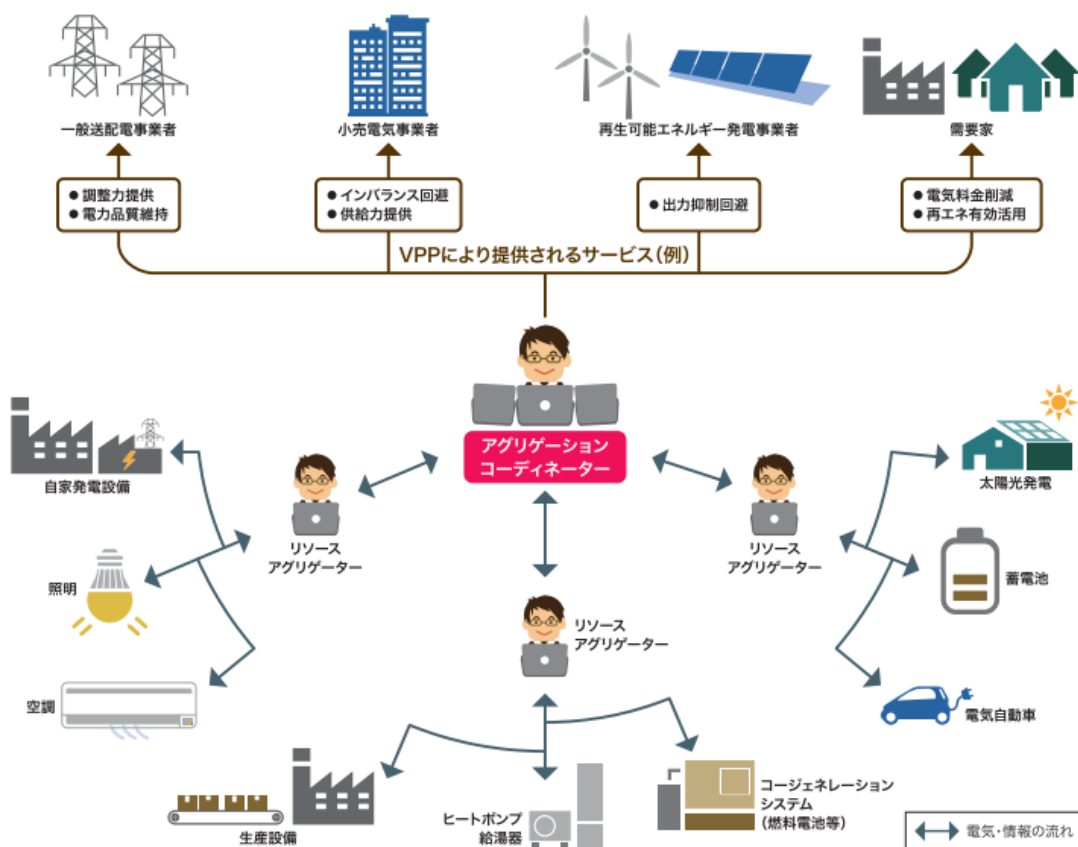 一般送配電事業者
小売電気事業者
再生可能エネルギー発電事業者
需要家
● 調整力提供
● 電力品質維持
● インバランス回避
● 供給力提供
● 出力抑制回避
● 電気料金削減
● 再エネ有効活用
VPPにより提供されるサービス(例)
アグリゲーション
コーディネーター
自家発電設備
リソース
アグリゲーター
リソース
アグリゲーター
太陽光発電
照明
蓄電池
リソース
アグリゲーター
空調
電気自動車
生産設備
ヒートポンプ
給湯器
コージェネレーション
システム
(燃料電池等)
電気・情報の流れ